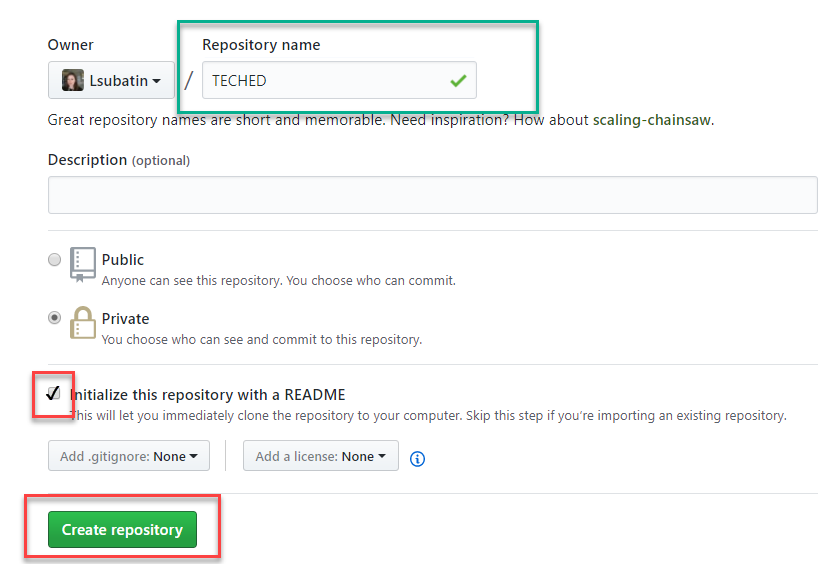 Owner
Repository name
Lsubatin / TECHED
Great repository names are short and memorable. Need inspiration? How about scaling-chainsaw.
Description (optional)
Public
Anyone can see this repository. You choose who can commit.
Private
You choose who can see and commit to this repository.
Initialize this repository with a README
This will let you immediately clone the repository to your computer. Skip this step if you’re importing an existing repository.
Add .gitignore: None
Add a license: None
Create repository